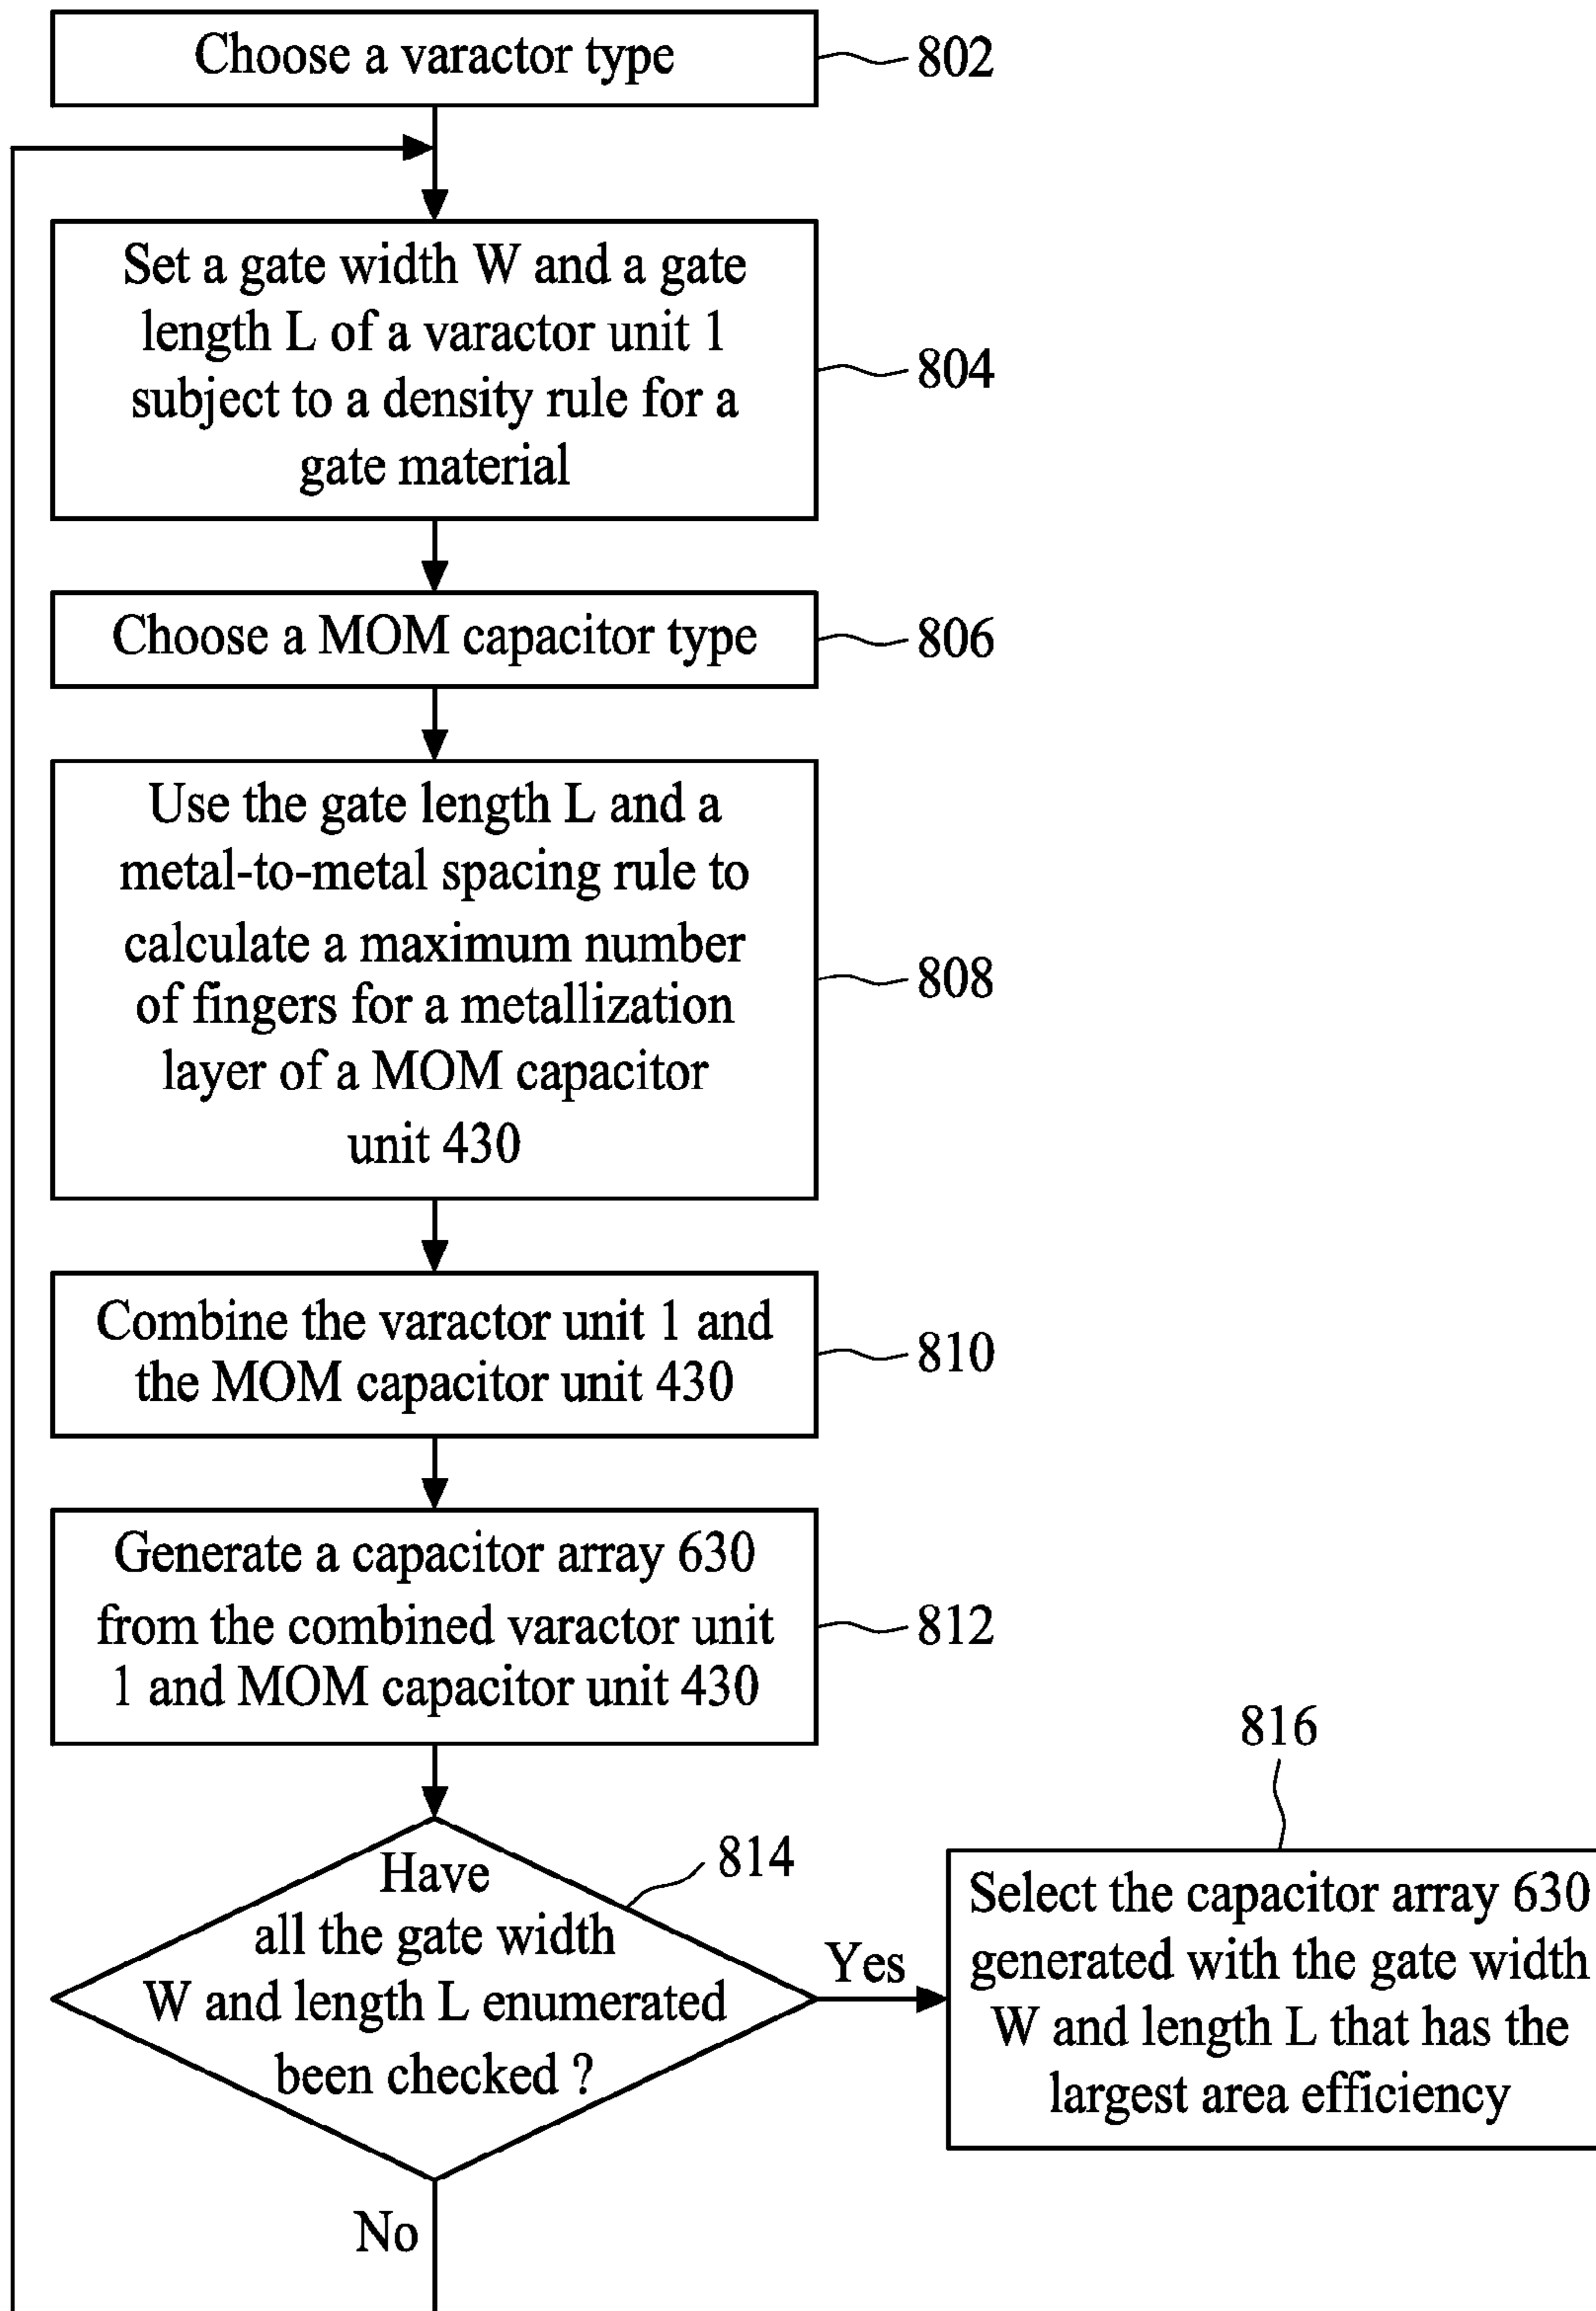 Choose a varactor type
802
Set a gate width W and a gate
length L of a varactor unit 1
subject to a density rule for a
gate material
804
Choose a MOM capacitor type
806
Use the gate length L and a
metal-to-metal spacing rule to
calculate a maximum number
of fingers for a metallization
layer of a MOM capacitor
unit 430
808
Combine the varactor unit 1 and
the MOM capacitor unit 430
810
Generate a capacitor array 630
from the combined varactor unit
1 and MOM capacitor unit 430
812
Have
all the gate width
W and length L enumerated
been checked ?
814
Yes
No
816
Select the capacitor array 630
generated with the gate width
W and length L that has the
largest area efficiency